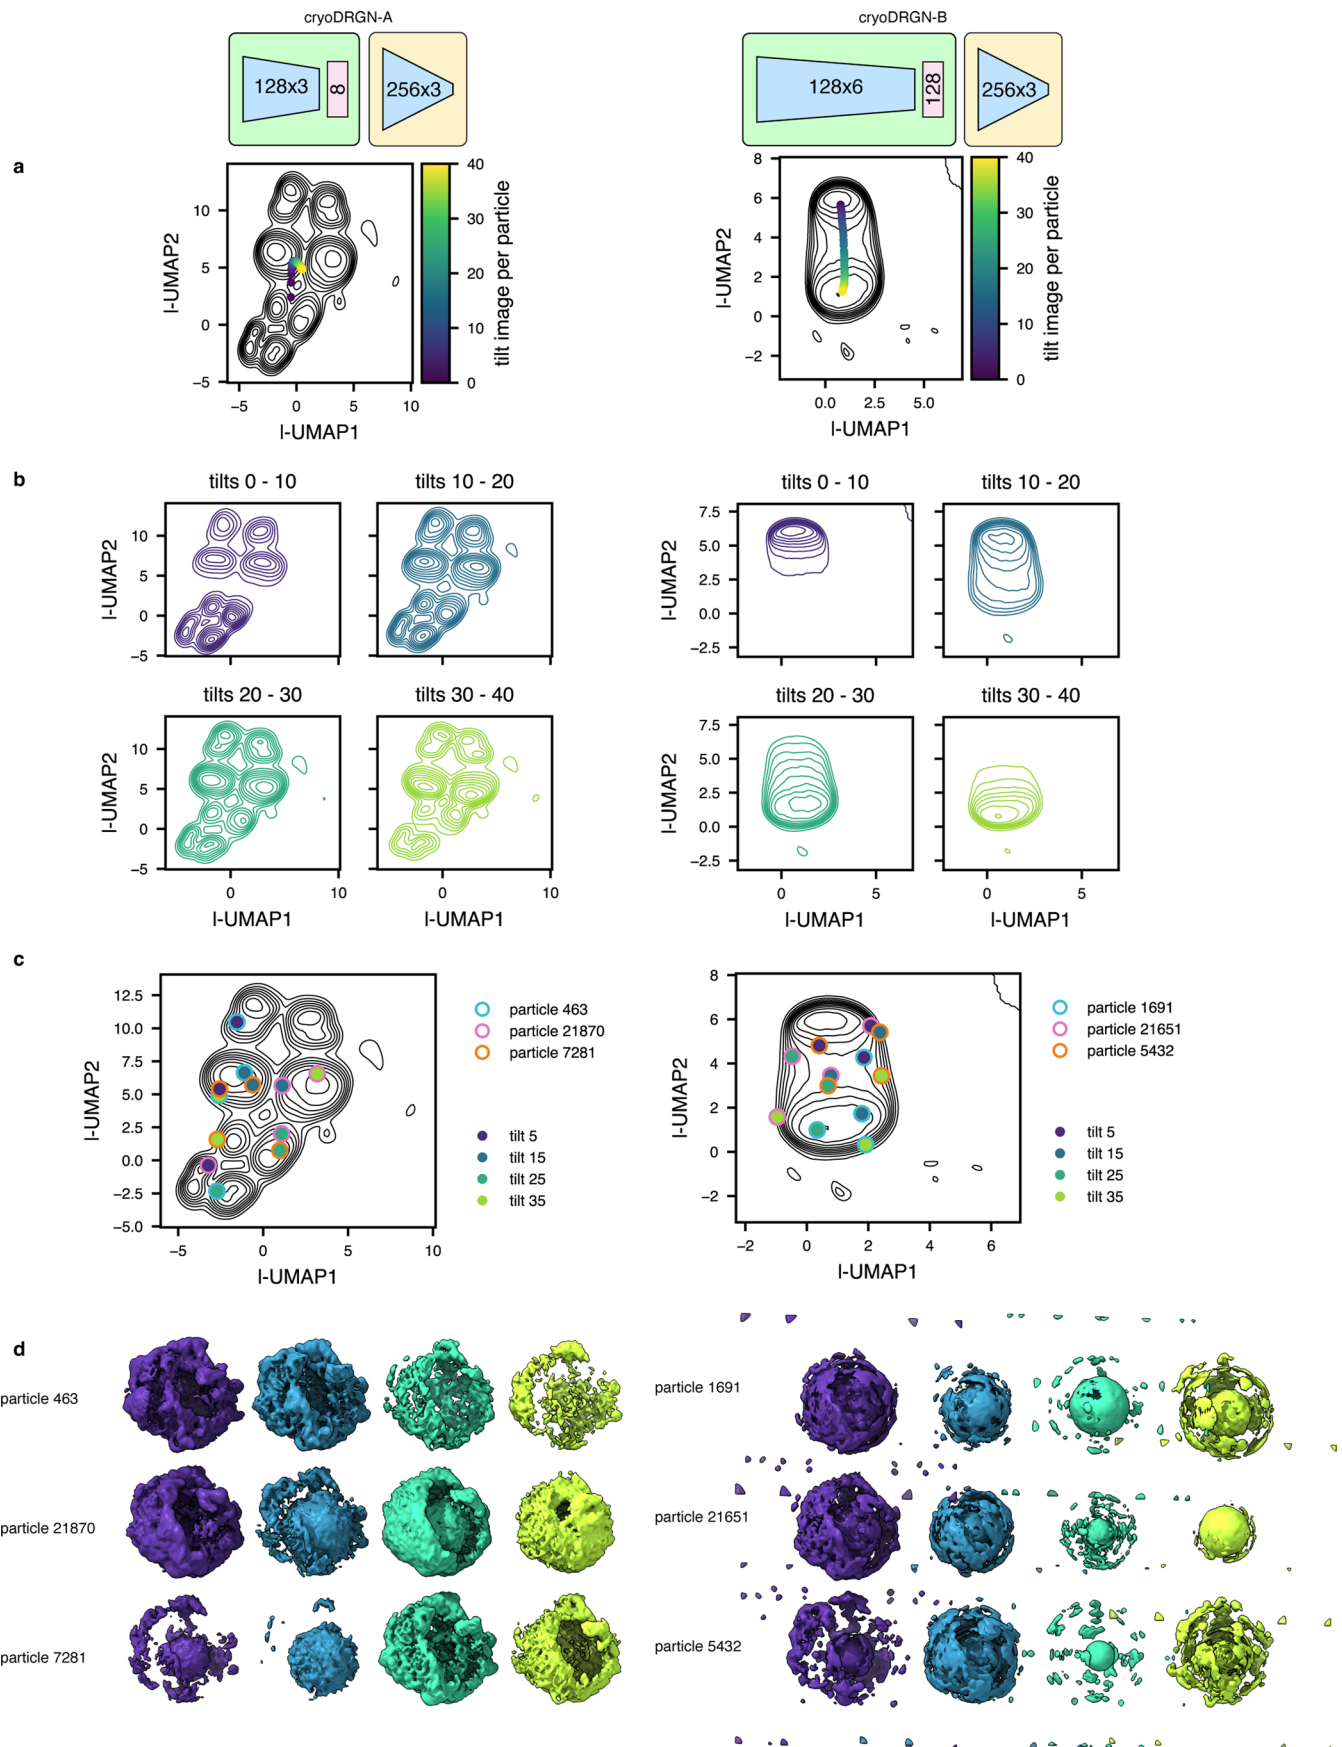 cryoDRGN-A
cryoDRGN-B
128x3
8
256x3
128x6
128
256x3
a
10
5
0
−5
l-UMAP2
−5
0
5
10
l-UMAP1
40
30
20
10
0
tilt image per particle
8
6
4
2
0
−2
l-UMAP2
0.0
2.5
5.0
l-UMAP1
40
30
20
10
0
tilt image per particle
b
tilts 0 - 10
tilts 10 - 20
10
5
0
−5
l-UMAP2
tilts 20 - 30
tilts 30 - 40
10
5
0
−5
l-UMAP2
0
10
0
10
l-UMAP1
l-UMAP1
tilts 0 - 10
tilts 10 - 20
7.5
5.0
2.5
0.0
−2.5
l-UMAP2
tilts 20 - 30
tilts 30 - 40
7.5
5.0
2.5
0.0
−2.5
l-UMAP2
0
5
0
5
l-UMAP1
l-UMAP1
c
12.5
10.0
7.5
5.0
2.5
0.0
−2.5
−5.0
l-UMAP2
−5
0
5
10
l-UMAP1
particle 463
particle 21870
particle 7281
tilt 5
tilt 15
tilt 25
tilt 35
8
6
4
2
0
−2
l-UMAP2
−2
0
2
4
6
l-UMAP1
particle 1691
particle 21651
particle 5432
tilt 5
tilt 15
tilt 25
tilt 35
d
particle 463
particle 21870
particle 7281
particle 1691
particle 21651
particle 5432